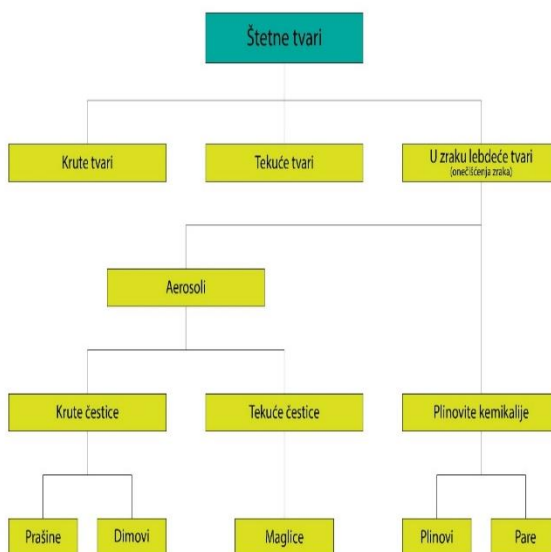 Štetne tvari
Krute tvari
Tekuće tvari
U zraku lebdeće tvari
(onečišćenja zraka)
Aerosoli
Krute čestice
Tekuće čestice
Plinovite kemikalije
Prašine
Dimovi
Maglice
Plinovi
Pare